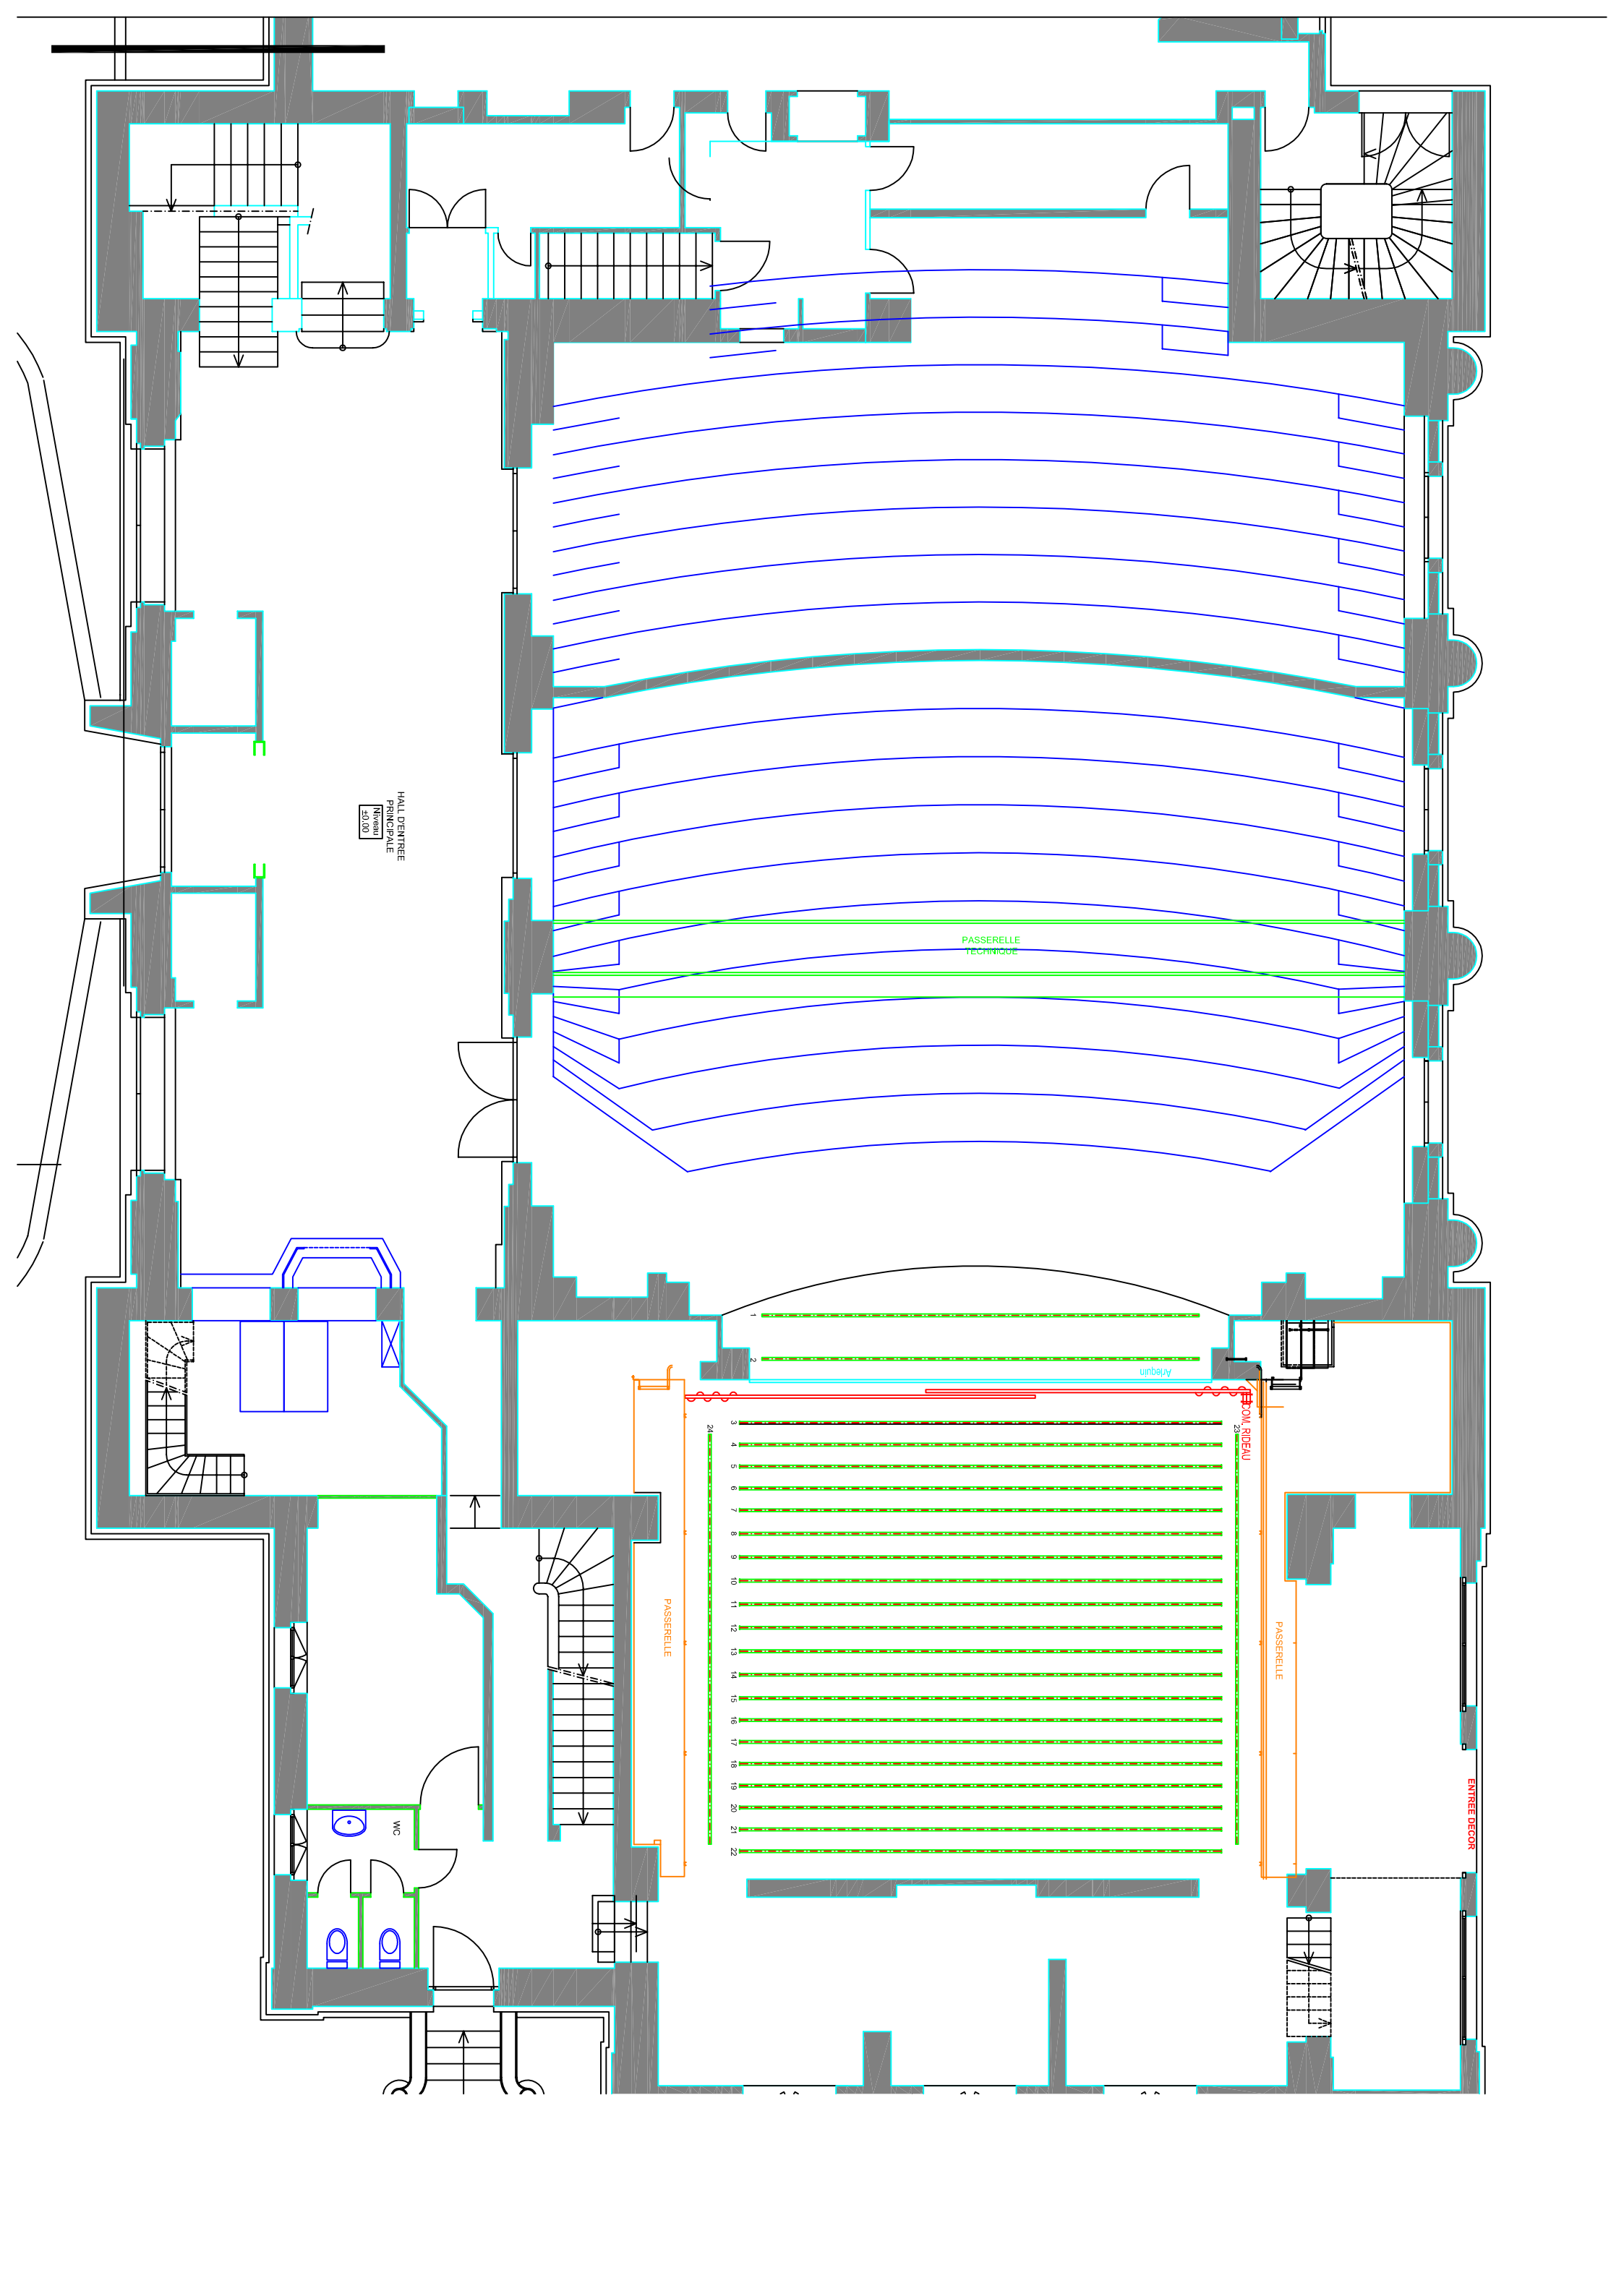 HALL D'ENTREE
PRINCIPALE
Niveau
±0.00
PASSERELLE
TECHNIQUE
1
2
Arlequin
COM. RIDEAU
24
23
3
4
5
6
7
8
9
10
11
12
13
14
15
16
17
18
19
20
21
22
PASSERELLE
PASSERELLE
ENTREE DECOR
WC